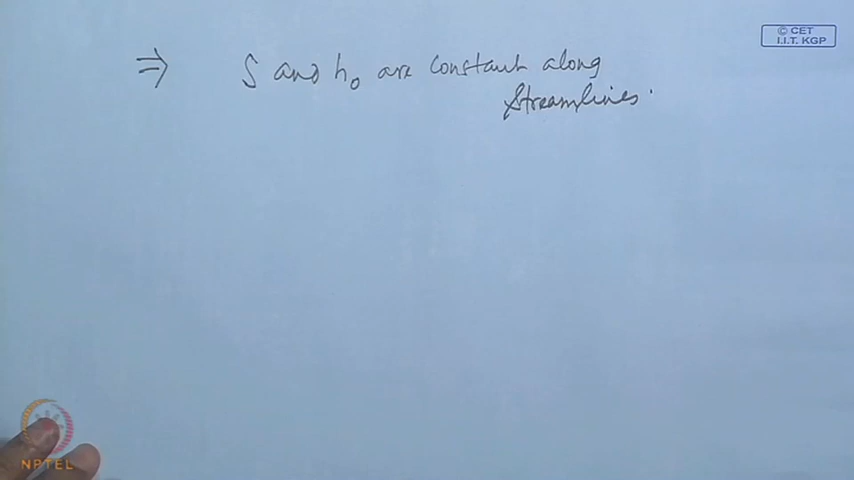 © CET
I.I.T. KGP
⇒ S and h₀ are constant along
streamlines.
NPTEL